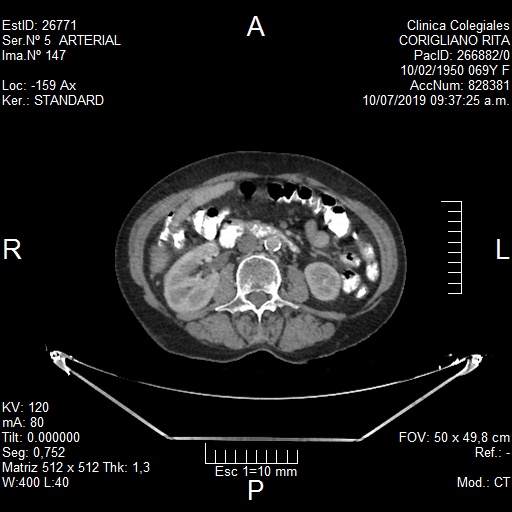 EstID: 26771
Ser.Nº 5 ARTERIAL
Ima.Nº 147
Loc: -159 Ax
Ker.: STANDARD
A
Clinica Colegiales
CORIGLIANO RITA
PacID: 266882/0
10/02/1950 069Y F
AccNum: 828381
10/07/2019 09:37:25 a.m.
R
L
KV: 120
mA: 80
Tilt: 0.000000
Seg: 0,752
Matriz 512 x 512 Thk: 1,3
W:400 L:40
Esc 1=10 mm
P
FOV: 50 x 49,8 cm
Ref.: -
Mod.: CT